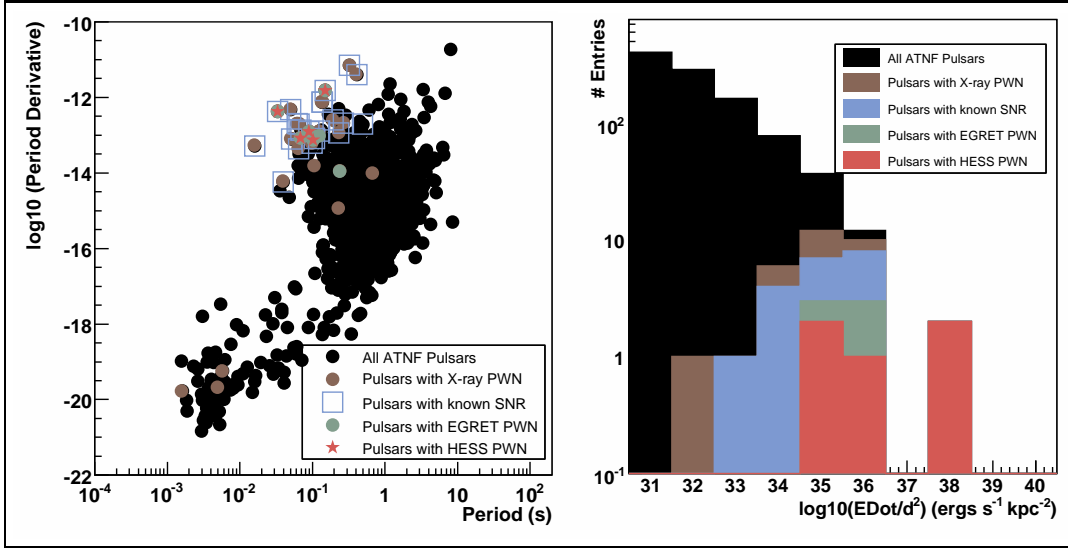 log10 (Period Derivative)
-10
-12
-14
-16
-18
-20
-22
10-4
10-3
10-2
10-1
1
10
102
Period (s)
All ATNF Pulsars
Pulsars with X-ray PWN
Pulsars with known SNR
Pulsars with EGRET PWN
Pulsars with HESS PWN
# Entries
102
10
1
10-1
31 32 33 34 35 36 37 38 39 40
log10(EDot/d2) (ergs s-1 kpc-2)
All ATNF Pulsars
Pulsars with X-ray PWN
Pulsars with known SNR
Pulsars with EGRET PWN
Pulsars with HESS PWN